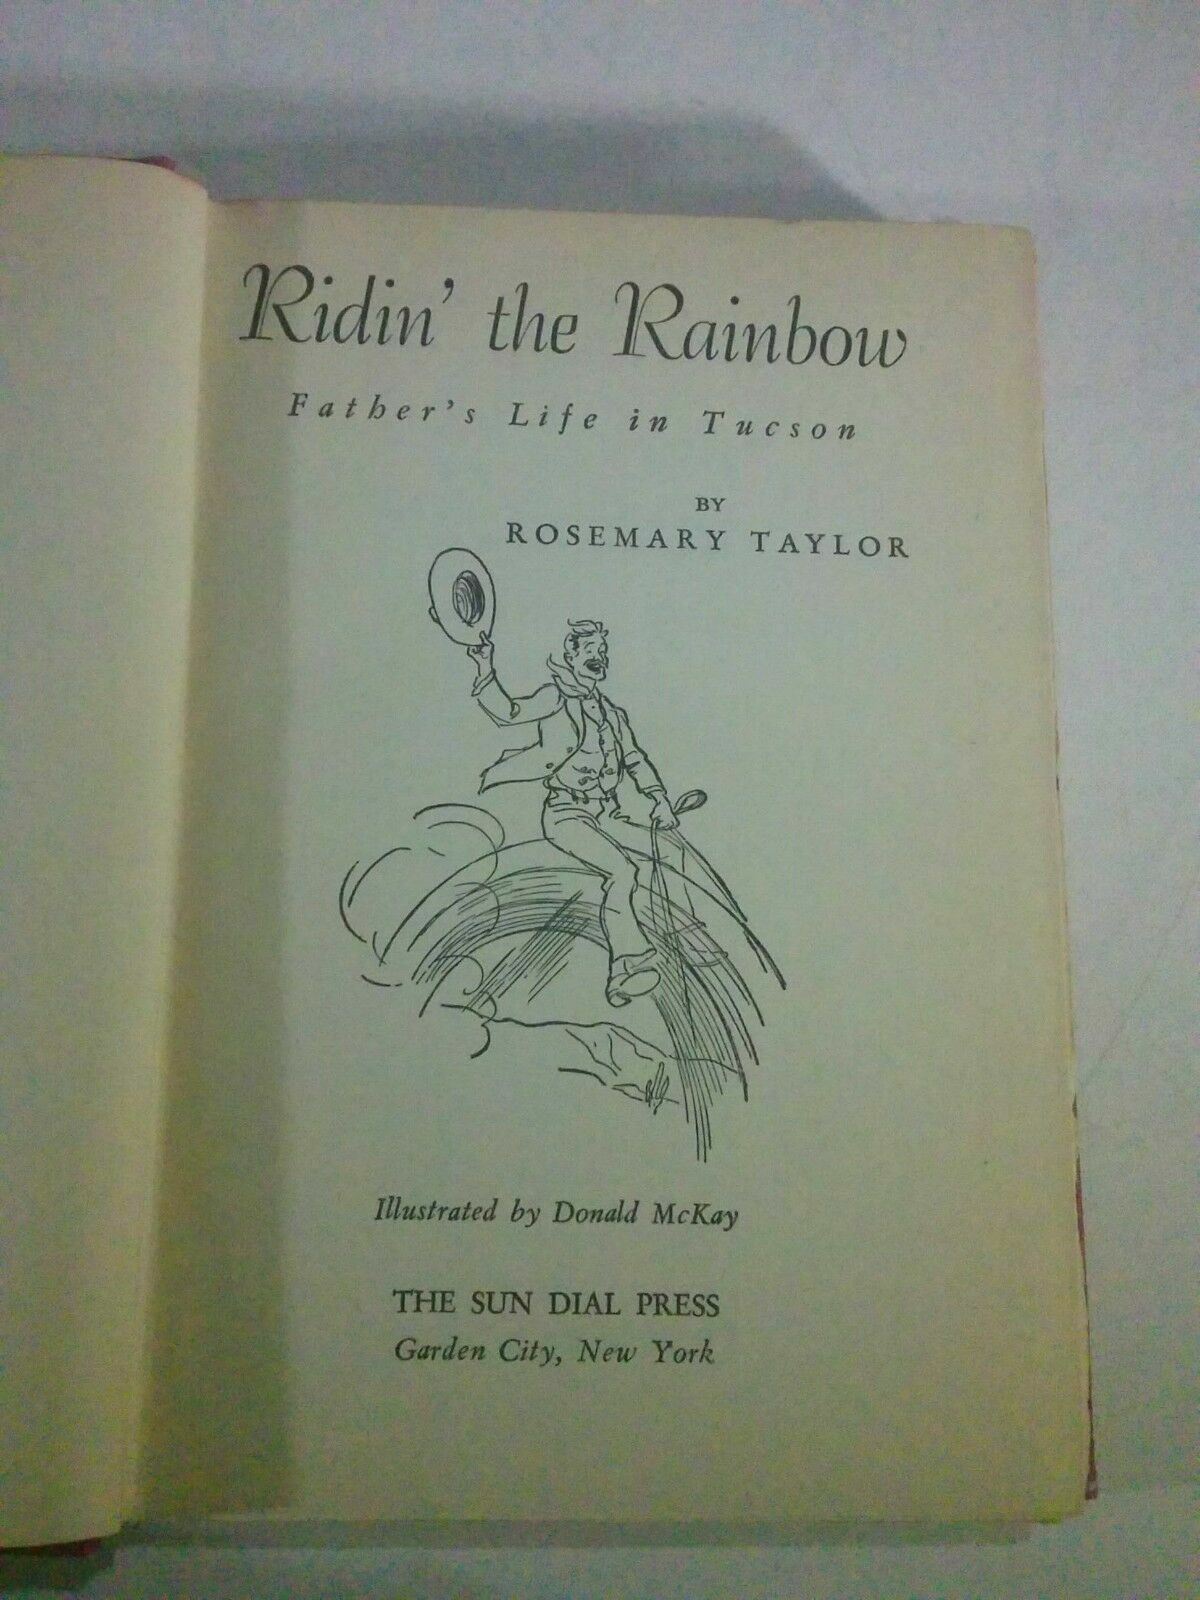 Ridin' the Rainbow
Father's Life in Tucson
BY
ROSEMARY TAYLOR
Illustrated by Donald McKay
THE SUN DIAL PRESS
Garden City, New York